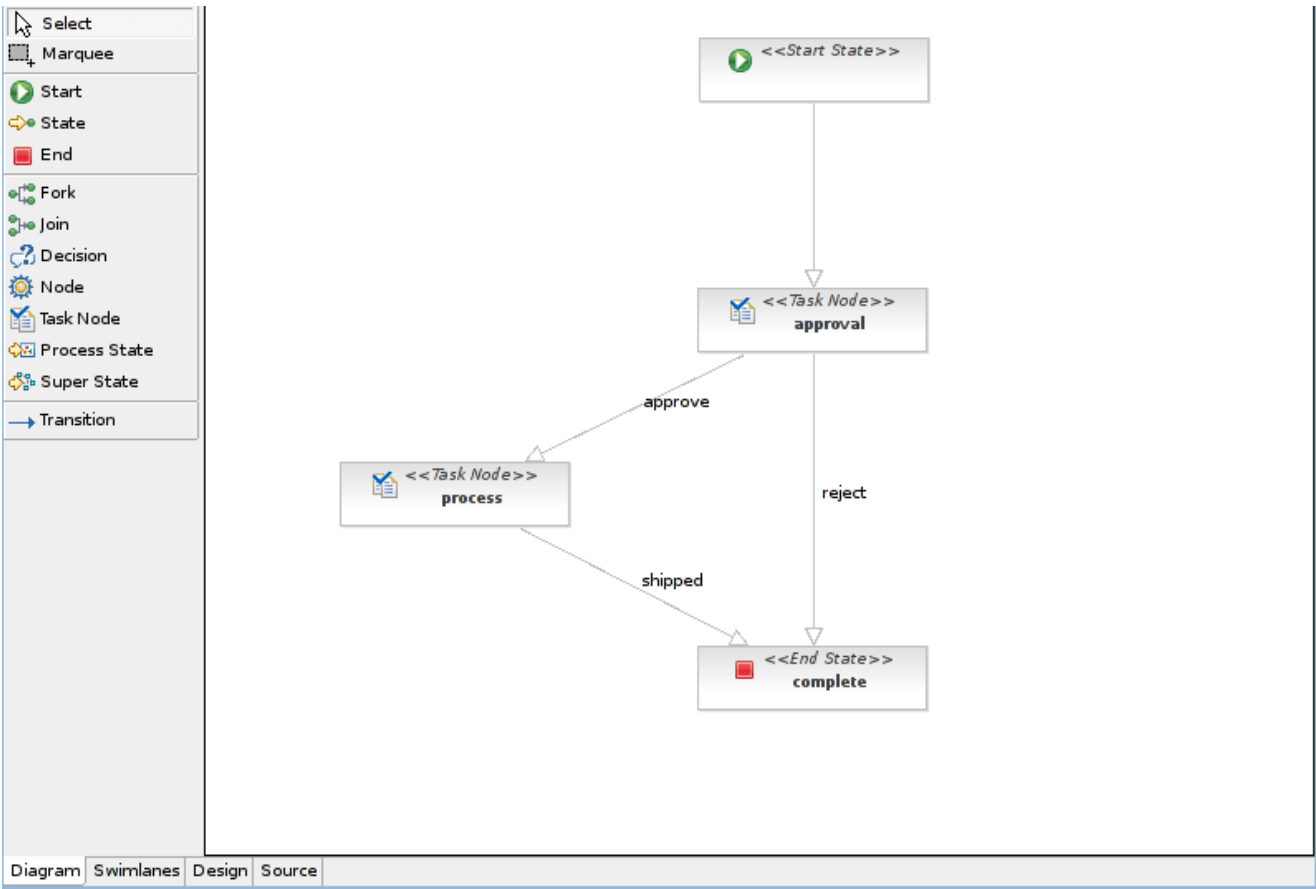 Select
Marquee
Start
State
End
Fork
Join
Decision
Node
Task Node
Process State
Super State
Transition
<<Start State>>
<<Task Node>>
approval
approve
<<Task Node>>
process
reject
shipped
<<End State>>
complete
Diagram Swimlanes Design Source